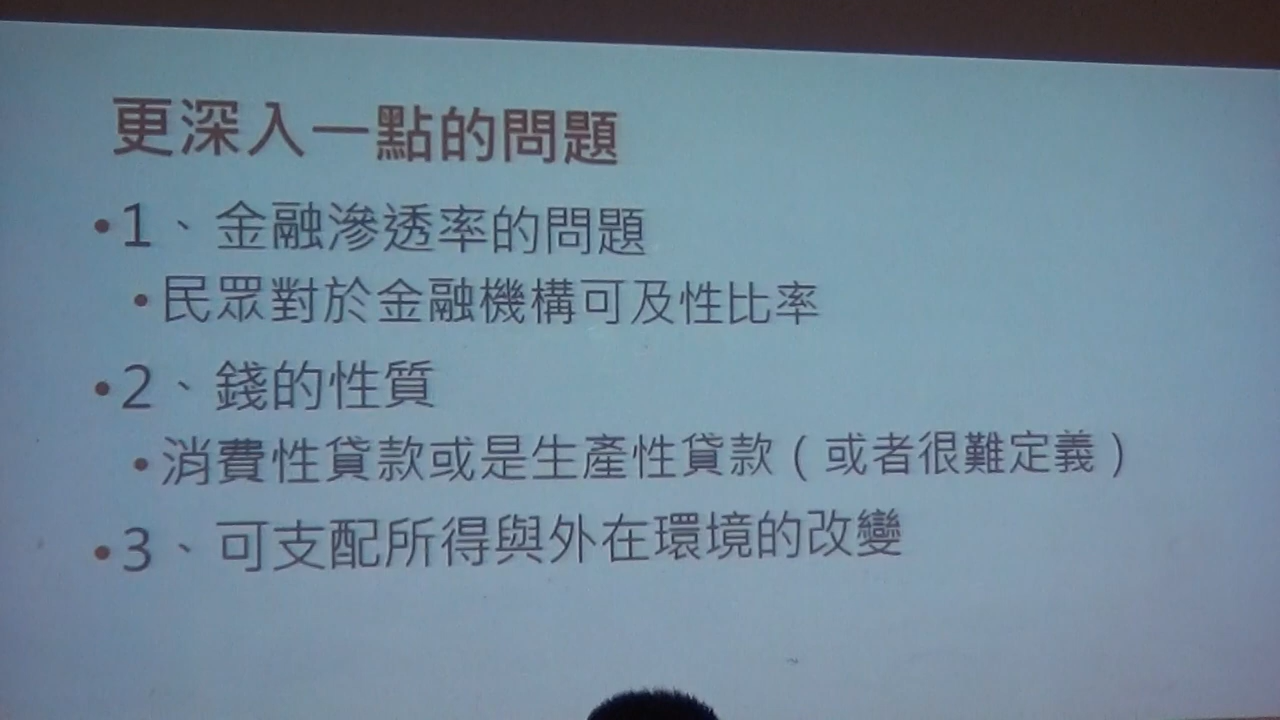 更深入一點的問題
•1、金融滲透率的問題
•民眾對於金融機構可及性比率
•2、錢的性質
•消費性貸款或是生產性貸款（或者很難定義）
•3、可支配所得與外在環境的改變